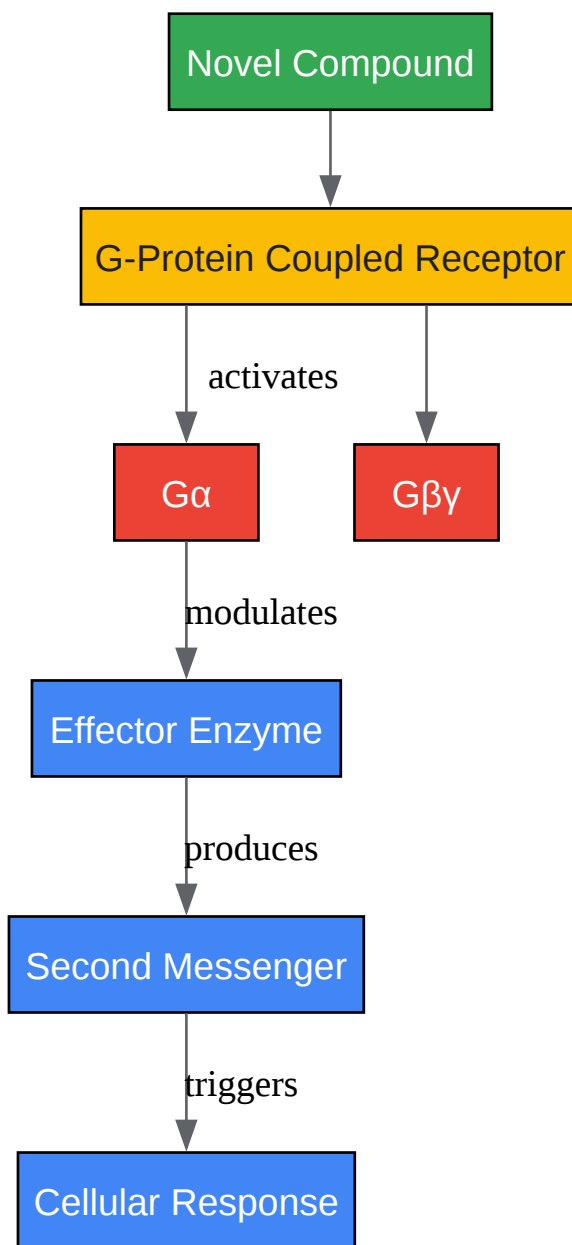 Novel Compound
G-Protein Coupled Receptor
activates
Gα
Gβγ
modulates
Effector Enzyme
produces
Second Messenger
triggers
Cellular Response